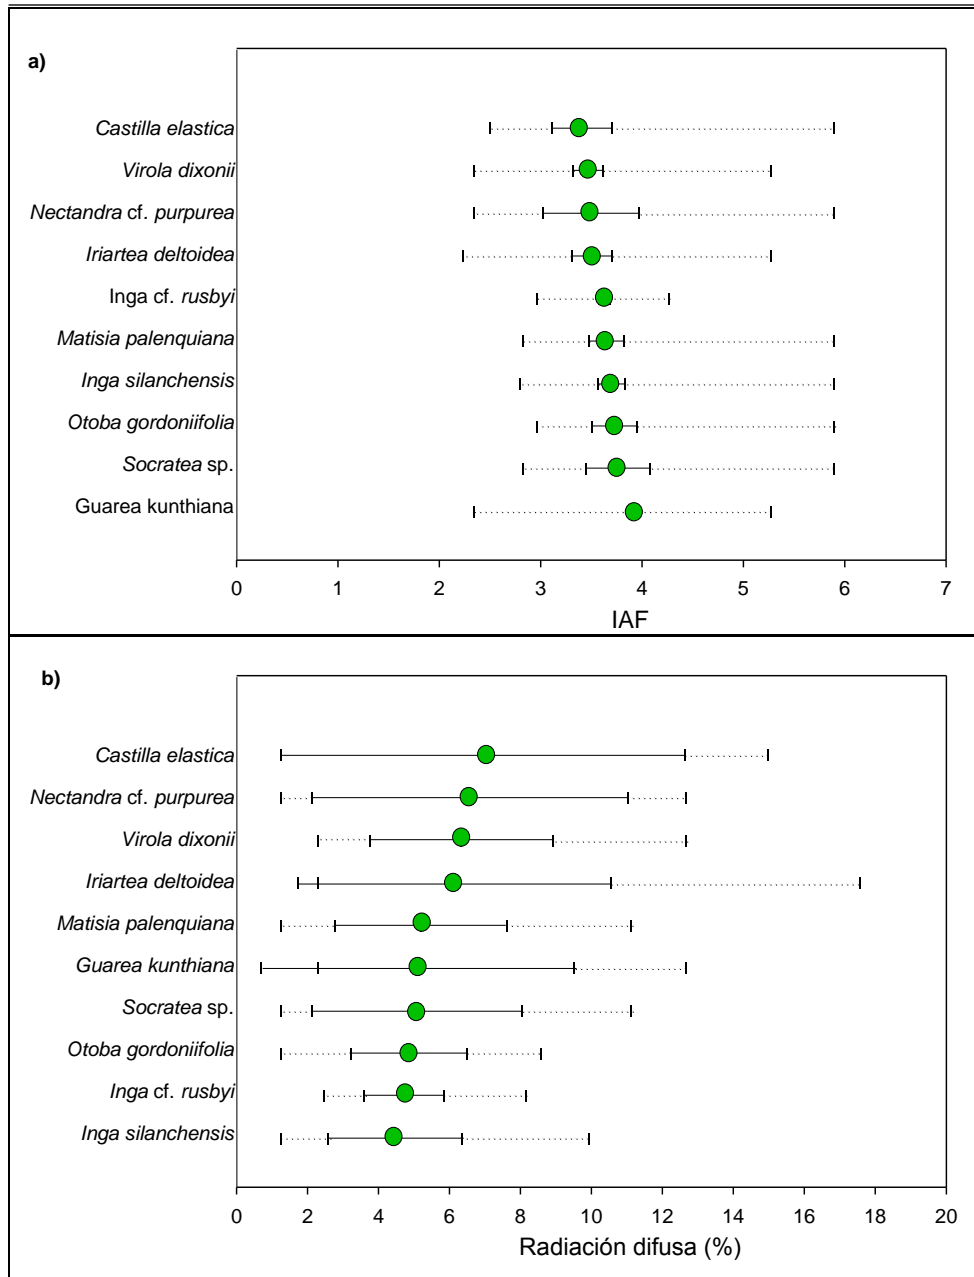 a)
Castilla elastica
Virola dixonii
Nectandra cf. purpurea
Iriartea deltoidea
Inga cf. rusbyi
Matisia palenquiana
Inga silanchensis
Otoba gordoniifolia
Socratea sp.
Guarea kunthiana
0 1 2 3 4 5 6 7
IAF
b)
Castilla elastica
Nectandra cf. purpurea
Virola dixonii
Iriartea deltoidea
Matisia palenquiana
Guarea kunthiana
Socratea sp.
Otoba gordoniifolia
Inga cf. rusbyi
Inga silanchensis
0 2 4 6 8 10 12 14 16 18 20
Radiación difusa (%)